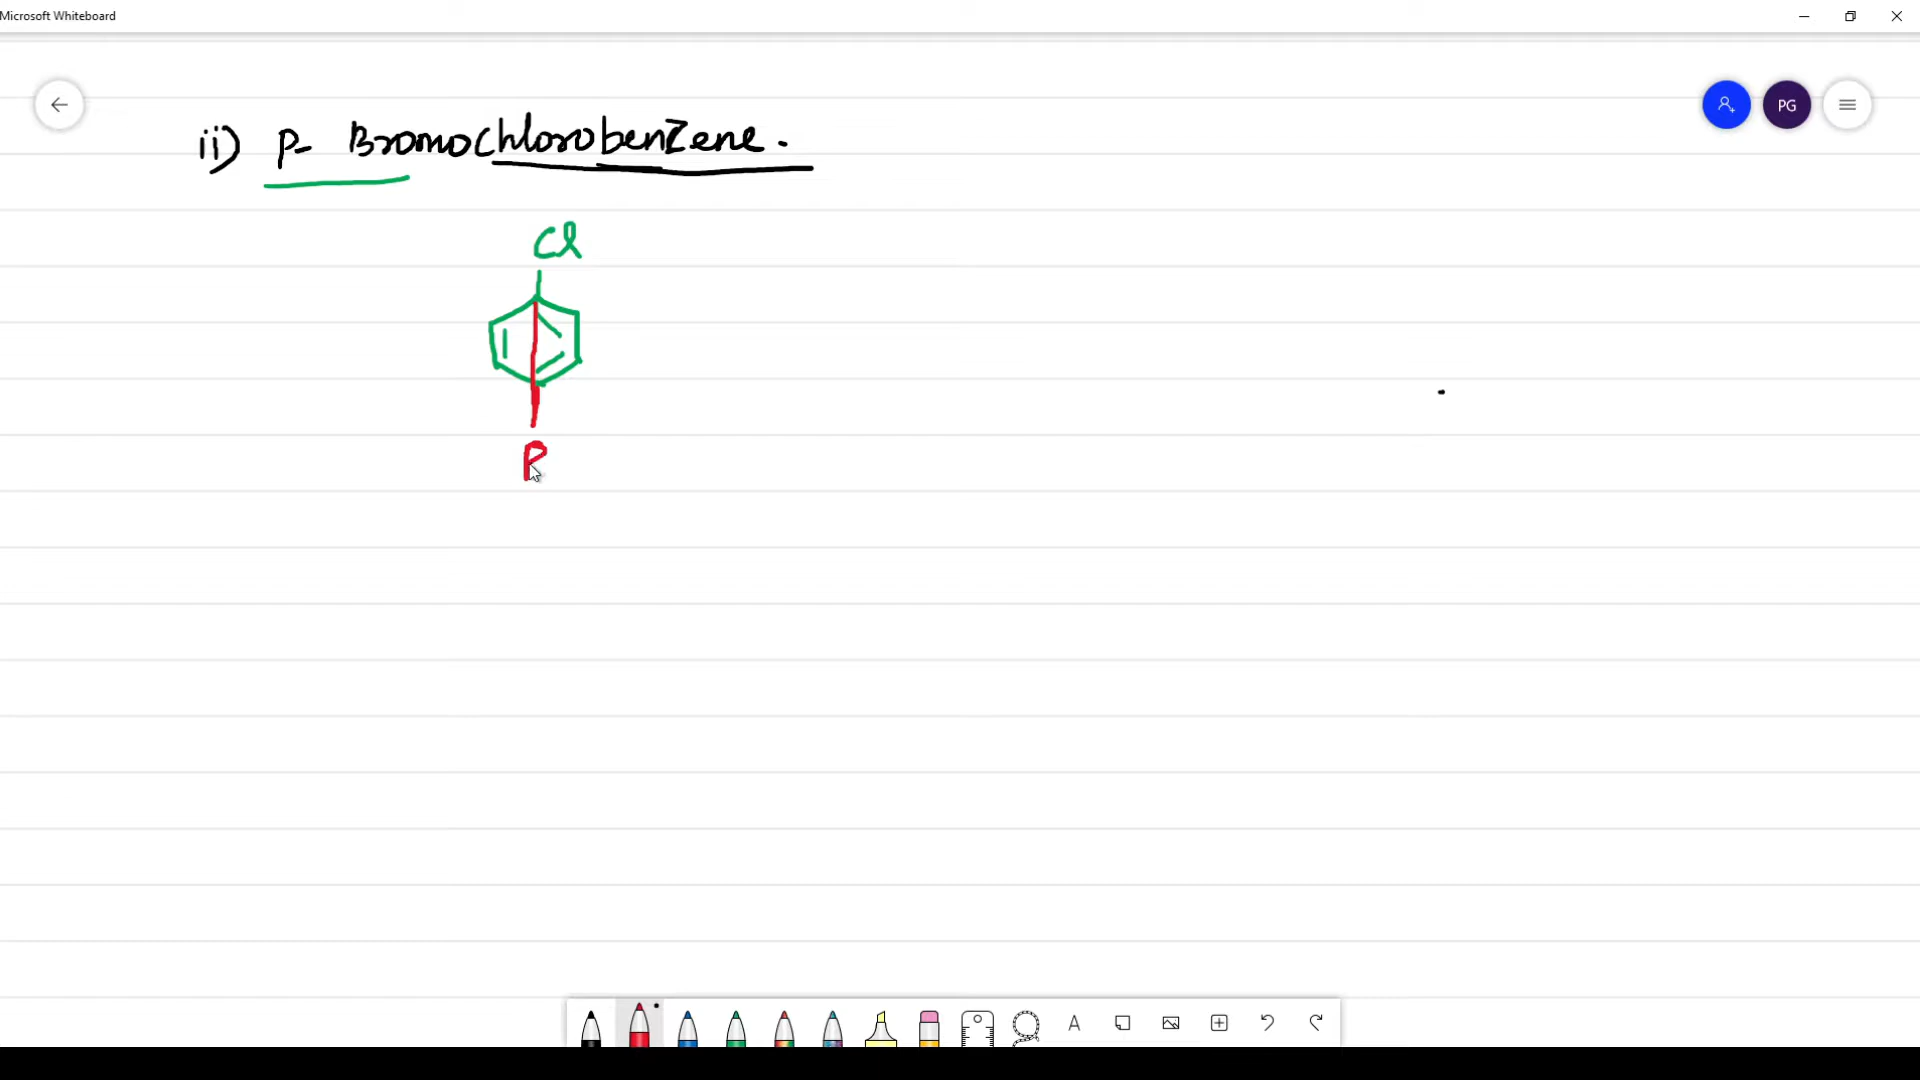 Microsoft Whiteboard
PG
ii) p- Bromochlorobenzene.
Cl
P
A